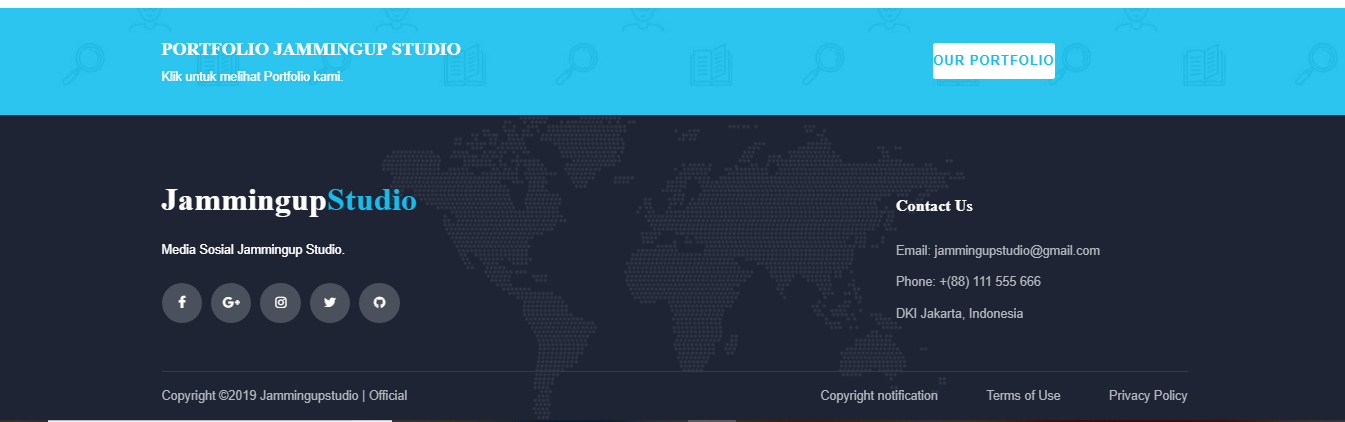 PORTFOLIO JAMMINGUP STUDIO
Klik untuk melihat Portfolio kami.
OUR PORTFOLIO
JammingupStudio
Media Sosial Jammingup Studio.
Contact Us
Email: jammingupstudio@gmail.com
Phone: +(88) 111 555 666
DKI Jakarta, Indonesia
Copyright ©2019 Jammingupstudio | Official
Copyright notification Terms of Use Privacy Policy